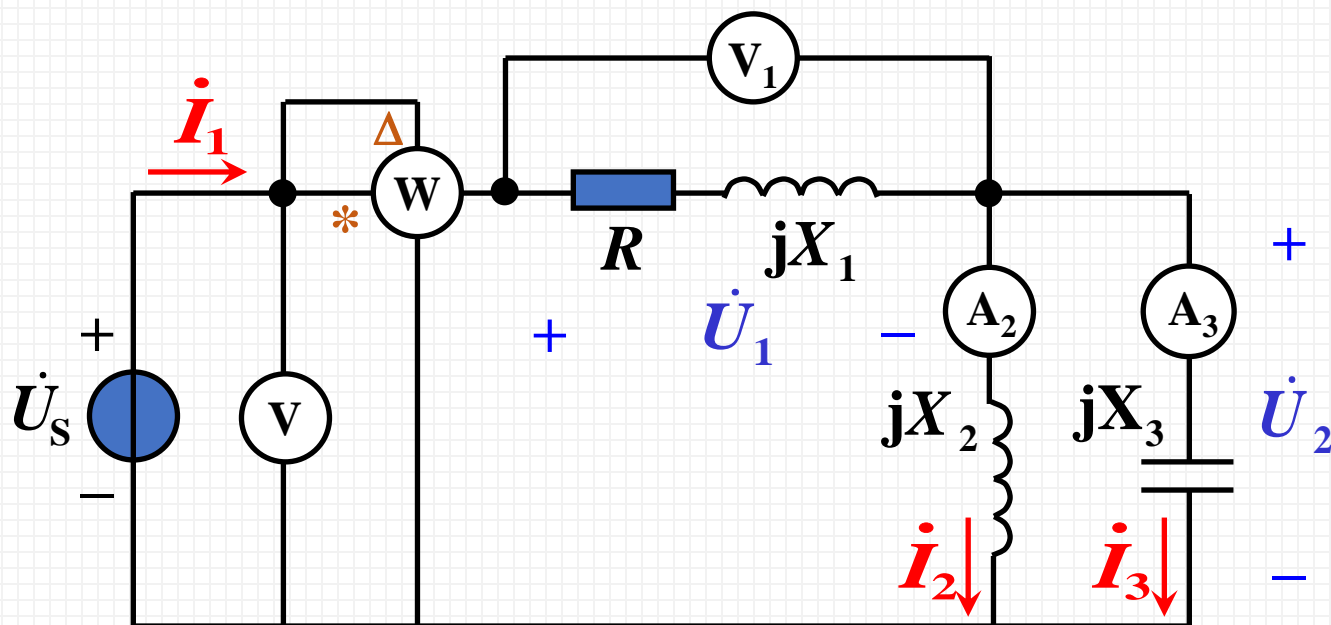 V₁
İ₁
Δ
W
*
R
jX₁
+ U̇₁ −
A₂
A₃
+
+
U̇S
V
jX₂
jX₃
U̇₂
−
İ₂
İ₃
−